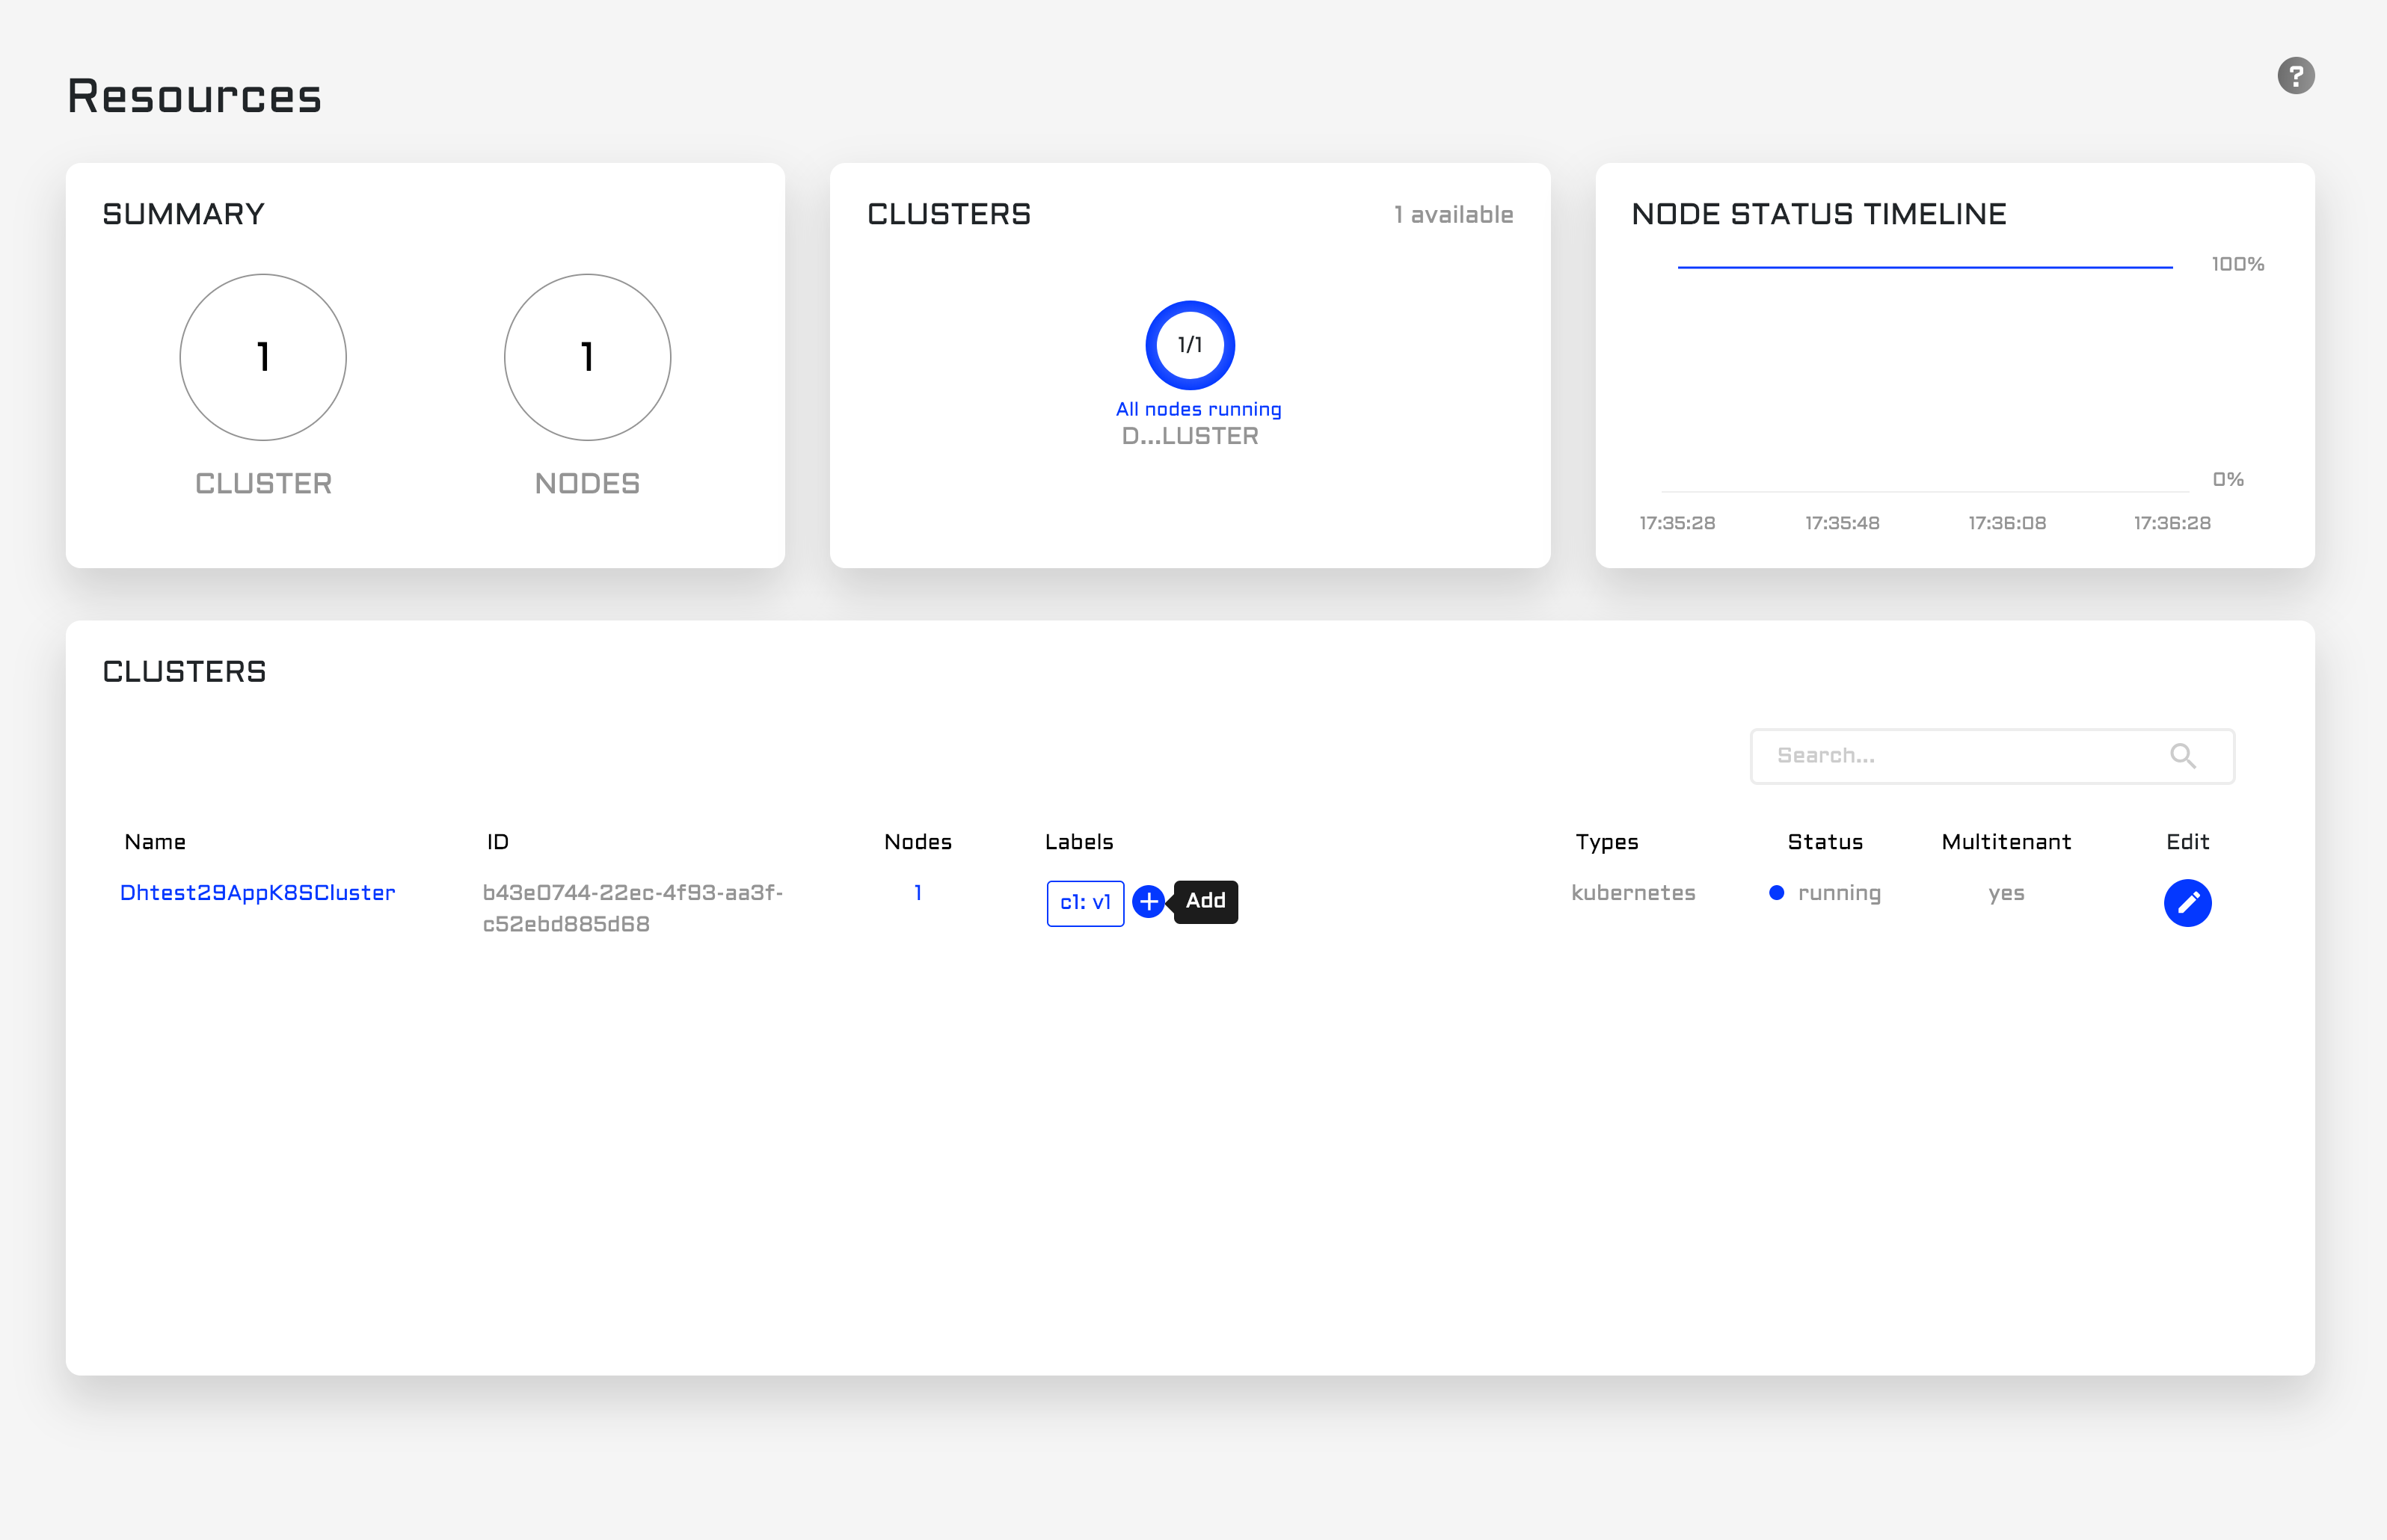 Resources
?
SUMMARY
1
1
CLUSTER
NODES
CLUSTERS
1 available
1/1
All nodes running
D...LUSTER
NODE STATUS TIMELINE
100%
0%
17:35:28 17:35:48 17:36:08 17:36:28
CLUSTERS
Search...
Name ID Nodes Labels Types Status Multitenant Edit
Dhtest29AppK8SCluster b43e0744-22ec-4f93-aa3f- 1 c1: v1 Add kubernetes running yes
c52ebd885d68